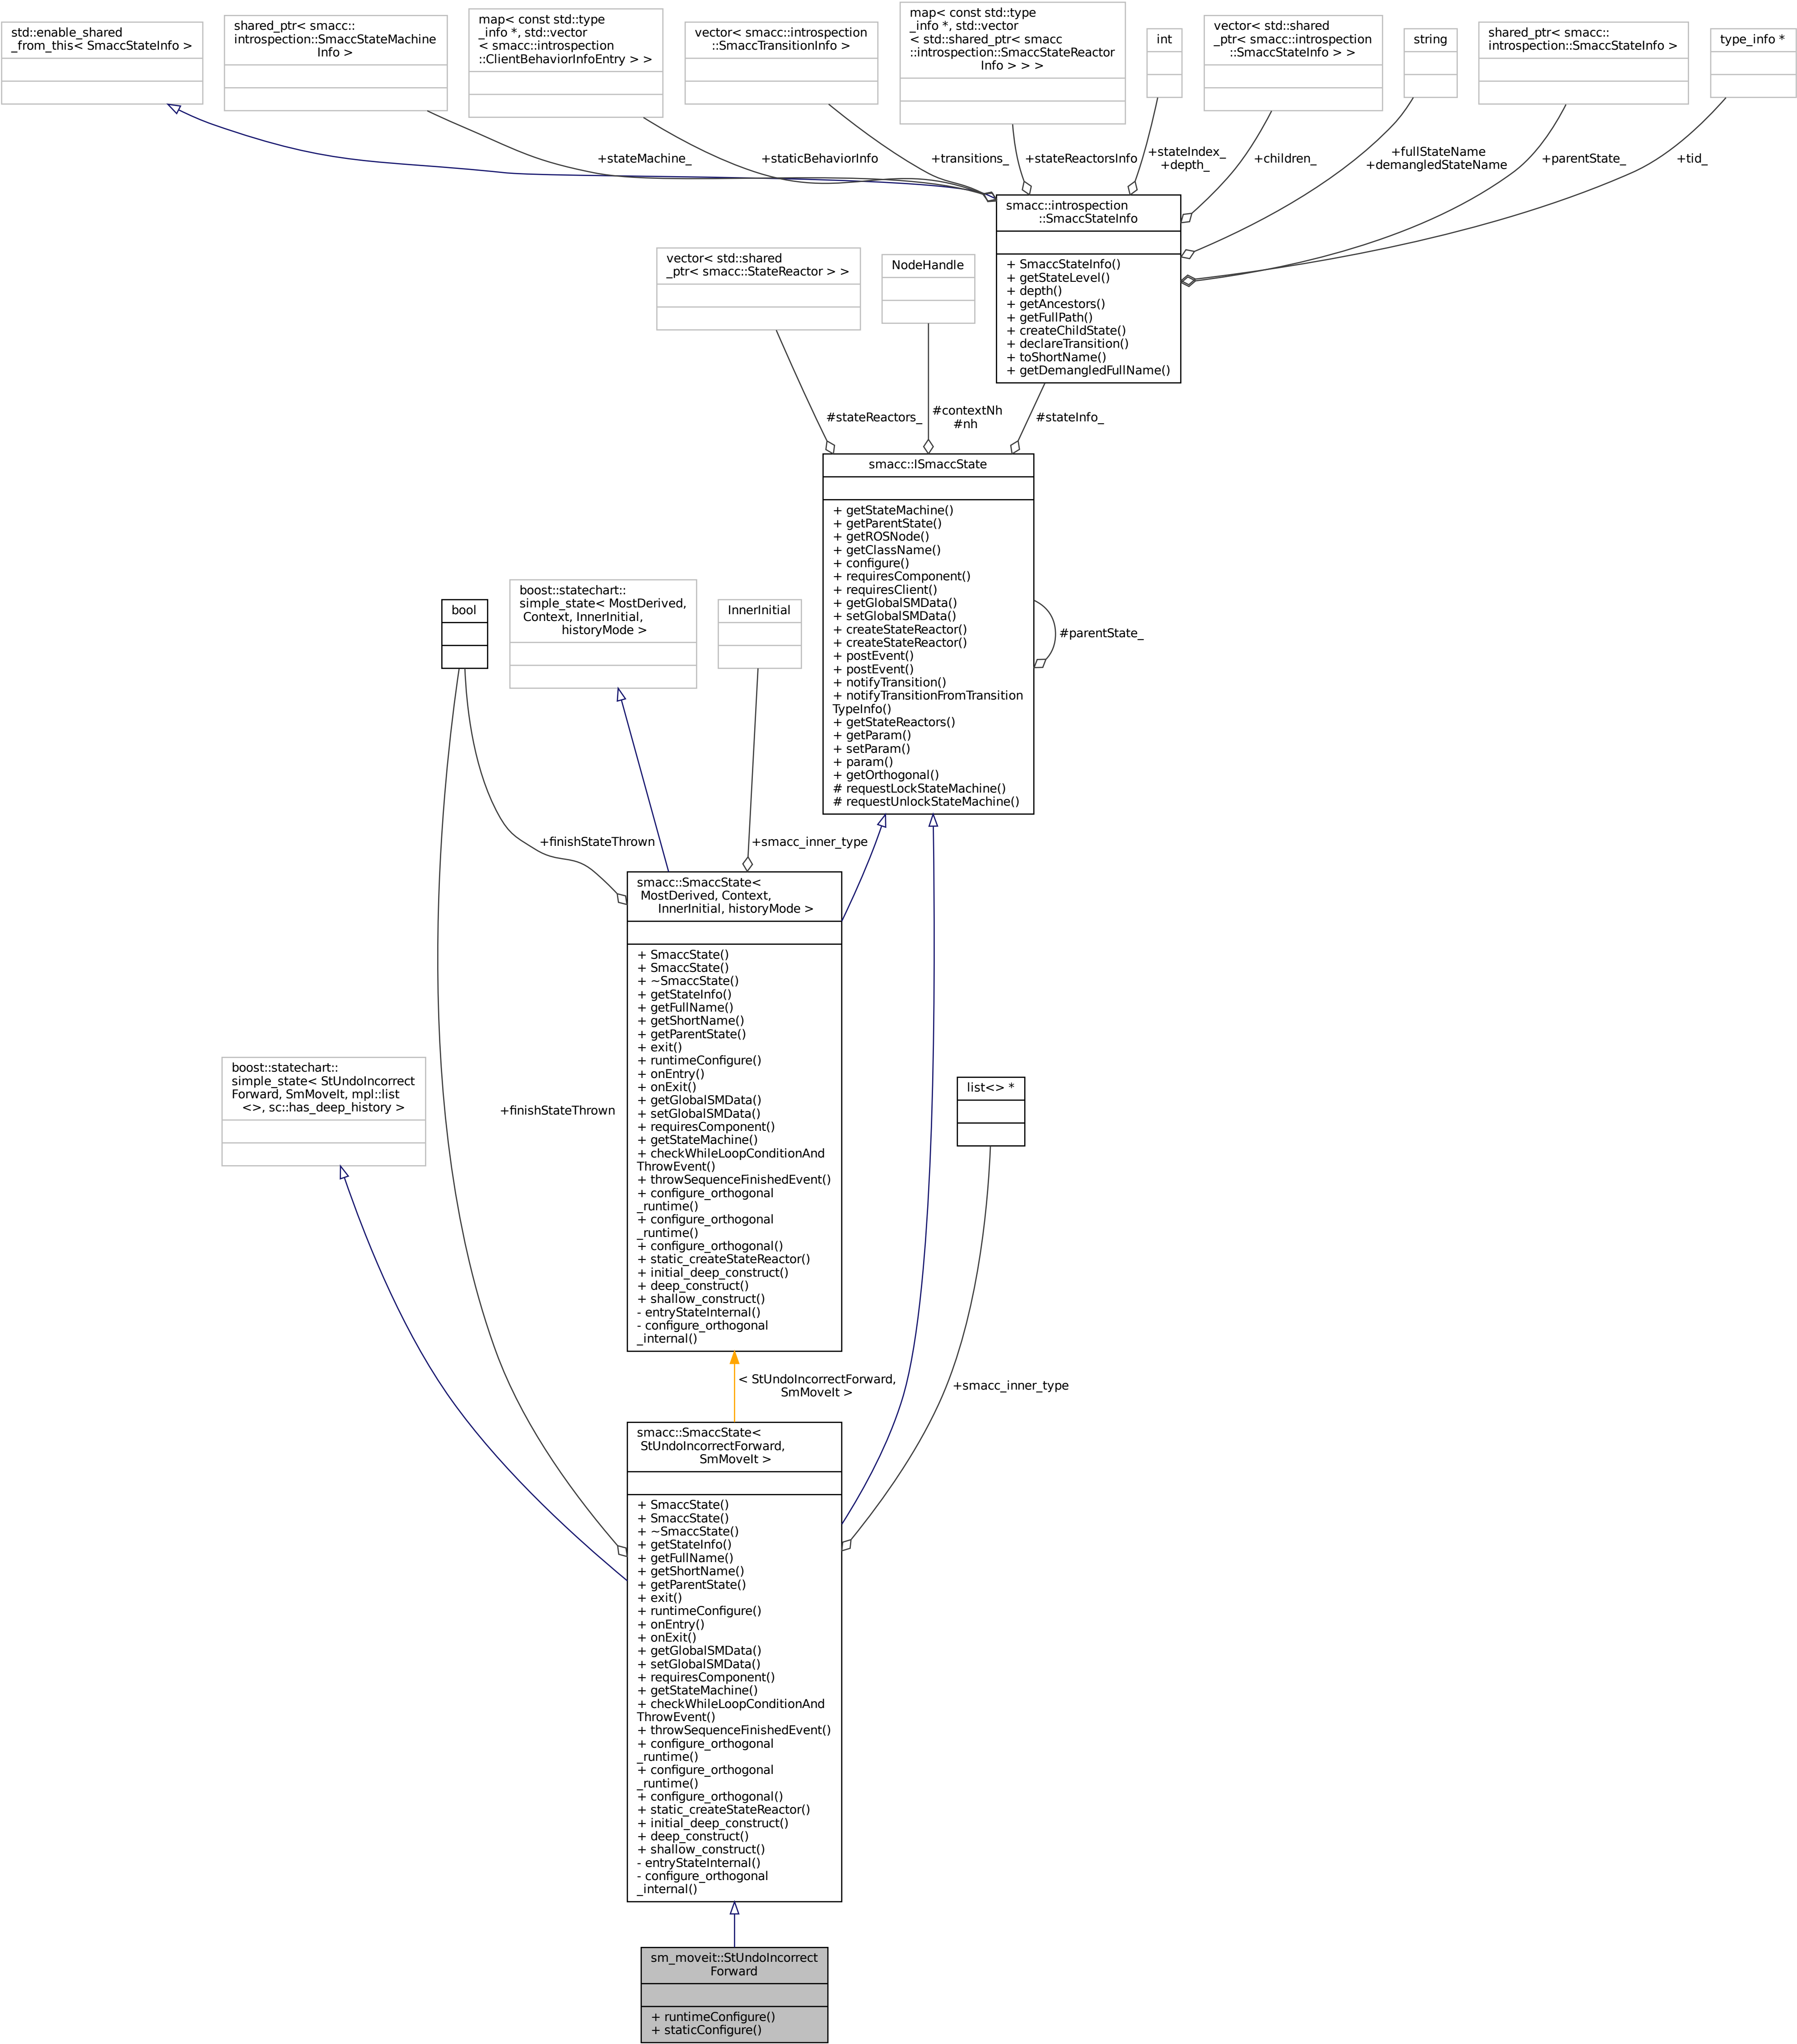 std::enable_shared
_from_this< SmaccStateInfo >
shared_ptr< smacc::
introspection::SmaccStateMachine
Info >
map< const std::type
_info *, std::vector
< smacc::introspection
::ClientBehaviorInfoEntry > >
vector< smacc::introspection
::SmaccTransitionInfo >
map< const std::type
_info *, std::vector
< std::shared_ptr< smacc
::introspection::SmaccStateReactor
Info > > >
int
vector< std::shared
_ptr< smacc::introspection
::SmaccStateInfo > >
string
shared_ptr< smacc::
introspection::SmaccStateInfo >
type_info *
+stateMachine_
+staticBehaviorInfo
+transitions_
+stateReactorsInfo
+stateIndex_
+depth_
+children_
+fullStateName
+demangledStateName
+parentState_
+tid_
smacc::introspection
::SmaccStateInfo
+ SmaccStateInfo()
+ getStateLevel()
+ depth()
+ getAncestors()
+ getFullPath()
+ createChildState()
+ declareTransition()
+ toShortName()
+ getDemangledFullName()
vector< std::shared
_ptr< smacc::StateReactor > >
NodeHandle
#stateReactors_
#contextNh
#nh
#stateInfo_
smacc::ISmaccState
+ getStateMachine()
+ getParentState()
+ getROSNode()
+ getClassName()
+ configure()
+ requiresComponent()
+ requiresClient()
+ getGlobalSMData()
+ setGlobalSMData()
+ createStateReactor()
+ createStateReactor()
+ postEvent()
+ postEvent()
+ notifyTransition()
+ notifyTransitionFromTransition
TypeInfo()
+ getStateReactors()
+ getParam()
+ setParam()
+ param()
+ getOrthogonal()
# requestLockStateMachine()
# requestUnlockStateMachine()
#parentState_
bool
boost::statechart::
simple_state< MostDerived,
Context, InnerInitial,
historyMode >
InnerInitial
+finishStateThrown
+smacc_inner_type
smacc::SmaccState<
MostDerived, Context,
InnerInitial, historyMode >
+ SmaccState()
+ SmaccState()
+ ~SmaccState()
+ getStateInfo()
+ getFullName()
+ getShortName()
+ getParentState()
+ exit()
+ runtimeConfigure()
+ onEntry()
+ onExit()
+ getGlobalSMData()
+ setGlobalSMData()
+ requiresComponent()
+ getStateMachine()
+ checkWhileLoopConditionAnd
ThrowEvent()
+ throwSequenceFinishedEvent()
+ configure_orthogonal
_runtime()
+ configure_orthogonal
_runtime()
+ configure_orthogonal()
+ static_createStateReactor()
+ initial_deep_construct()
+ deep_construct()
+ shallow_construct()
- entryStateInternal()
- configure_orthogonal
_internal()
boost::statechart::
simple_state< StUndoIncorrect
Forward, SmMoveIt, mpl::list
<>, sc::has_deep_history >
+finishStateThrown
list<> *
< StUndoIncorrectForward,
SmMoveIt >
+smacc_inner_type
smacc::SmaccState<
StUndoIncorrectForward,
SmMoveIt >
+ SmaccState()
+ SmaccState()
+ ~SmaccState()
+ getStateInfo()
+ getFullName()
+ getShortName()
+ getParentState()
+ exit()
+ runtimeConfigure()
+ onEntry()
+ onExit()
+ getGlobalSMData()
+ setGlobalSMData()
+ requiresComponent()
+ getStateMachine()
+ checkWhileLoopConditionAnd
ThrowEvent()
+ throwSequenceFinishedEvent()
+ configure_orthogonal
_runtime()
+ configure_orthogonal
_runtime()
+ configure_orthogonal()
+ static_createStateReactor()
+ initial_deep_construct()
+ deep_construct()
+ shallow_construct()
- entryStateInternal()
- configure_orthogonal
_internal()
sm_moveit::StUndoIncorrect
Forward
+ runtimeConfigure()
+ staticConfigure()